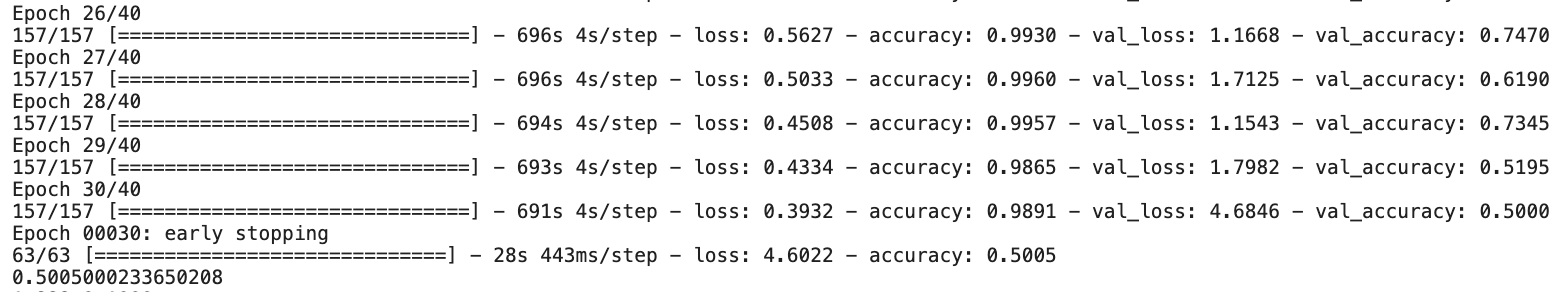 Epoch 26/40
157/157 [==============================] - 696s 4s/step - loss: 0.5627 - accuracy: 0.9930 - val_loss: 1.1668 - val_accuracy: 0.7470
Epoch 27/40
157/157 [==============================] - 696s 4s/step - loss: 0.5033 - accuracy: 0.9960 - val_loss: 1.7125 - val_accuracy: 0.6190
Epoch 28/40
157/157 [==============================] - 694s 4s/step - loss: 0.4508 - accuracy: 0.9957 - val_loss: 1.1543 - val_accuracy: 0.7345
Epoch 29/40
157/157 [==============================] - 693s 4s/step - loss: 0.4334 - accuracy: 0.9865 - val_loss: 1.7982 - val_accuracy: 0.5195
Epoch 30/40
157/157 [==============================] - 691s 4s/step - loss: 0.3932 - accuracy: 0.9891 - val_loss: 4.6846 - val_accuracy: 0.5000
Epoch 00030: early stopping
63/63 [==============================] - 28s 443ms/step - loss: 4.6022 - accuracy: 0.5005
0.5005000233650208